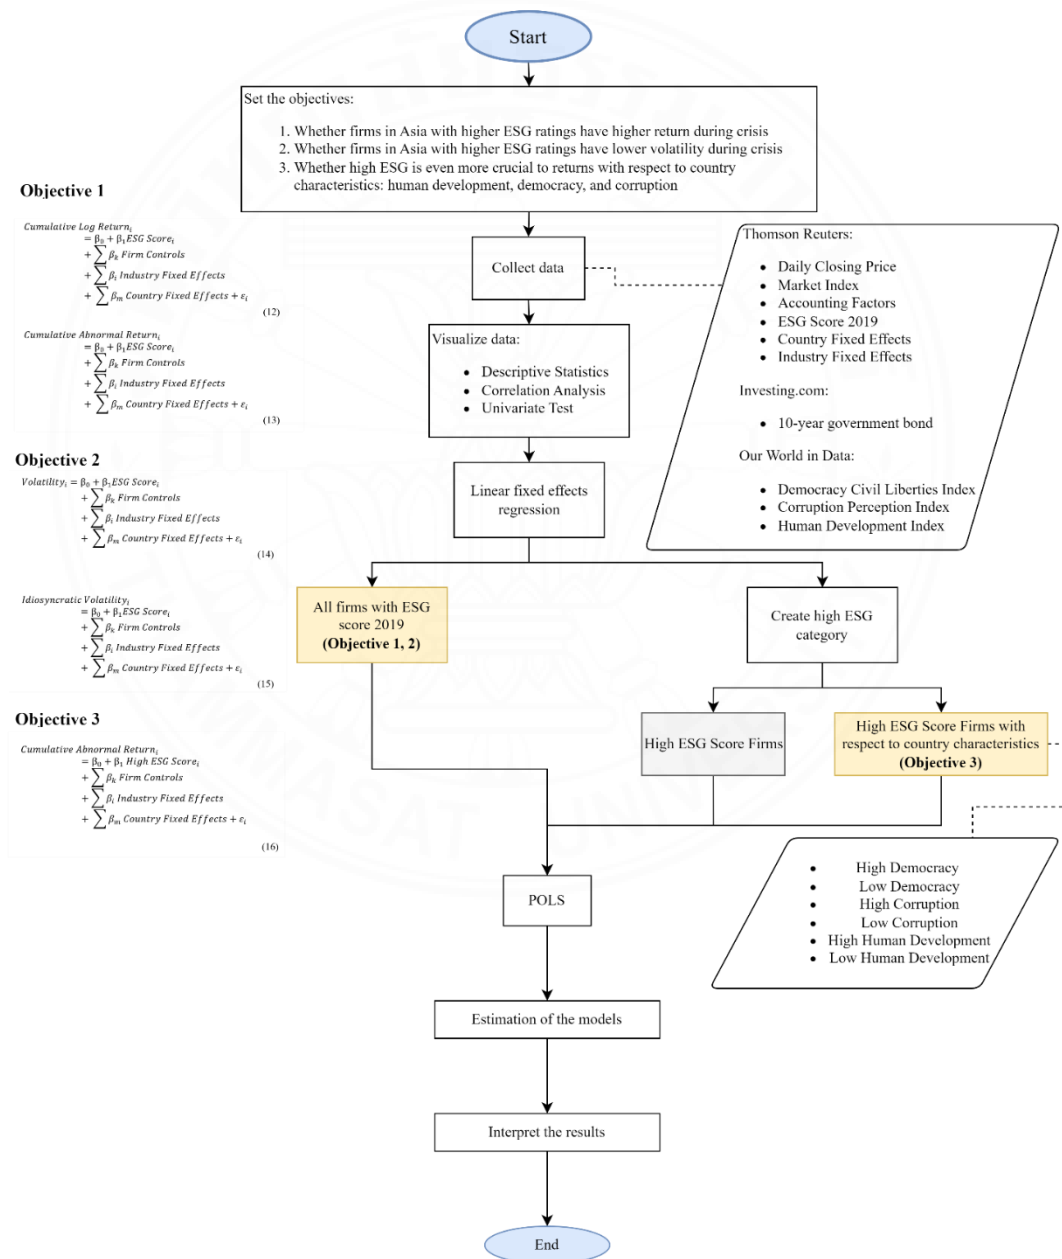 Start
Set the objectives:
1. Whether firms in Asia with higher ESG ratings have higher return during crisis
2. Whether firms in Asia with higher ESG ratings have lower volatility during crisis
3. Whether high ESG is even more crucial to returns with respect to country
characteristics: human development, democracy, and corruption
Objective 1
Cumulative Log Return_i
= β_0 + β_1 ESG Score_i
+ ∑ β_k Firm Controls
+ ∑ β_i Industry Fixed Effects
+ ∑ β_m Country Fixed Effects + ε_i
(12)
Cumulative Abnormal Return_i
= β_0 + β_1 ESG Score_i
+ ∑ β_k Firm Controls
+ ∑ β_i Industry Fixed Effects
+ ∑ β_m Country Fixed Effects + ε_i
(13)
Objective 2
Volatility_i = β_0 + β_1 ESG Score_i
+ ∑ β_k Firm Controls
+ ∑ β_i Industry Fixed Effects
+ ∑ β_m Country Fixed Effects + ε_i
(14)
Idiosyncratic Volatility_i
= β_0 + β_1 ESG Score_i
+ ∑ β_k Firm Controls
+ ∑ β_i Industry Fixed Effects
+ ∑ β_m Country Fixed Effects + ε_i
(15)
Objective 3
Cumulative Abnormal Return_i
= β_0 + β_1 High ESG Score_i
+ ∑ β_k Firm Controls
+ ∑ β_i Industry Fixed Effects
+ ∑ β_m Country Fixed Effects + ε_i
(16)
Collect data
Thomson Reuters:
• Daily Closing Price
• Market Index
• Accounting Factors
• ESG Score 2019
• Country Fixed Effects
• Industry Fixed Effects
Investing.com:
• 10-year government bond
Our World in Data:
• Democracy Civil Liberties Index
• Corruption Perception Index
• Human Development Index
Visualize data:
• Descriptive Statistics
• Correlation Analysis
• Univariate Test
Linear fixed effects
regression
All firms with ESG
score 2019
(Objective 1, 2)
Create high ESG
category
High ESG Score Firms
High ESG Score Firms with
respect to country characteristics
(Objective 3)
• High Democracy
• Low Democracy
• High Corruption
• Low Corruption
• High Human Development
• Low Human Development
POLS
Estimation of the models
Interpret the results
End